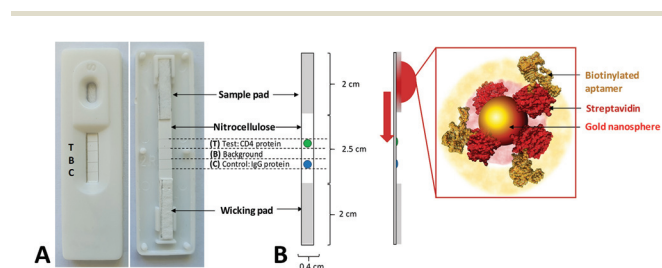 T
B
C
A
Sample pad
Nitrocellulose
(T) Test: CD4 protein
(B) Background
(C) Control: IgG protein
Wicking pad
B
2 cm
2.5 cm
2 cm
0.4 cm
Biotinylated
aptamer
Streptavidin
Gold nanosphere